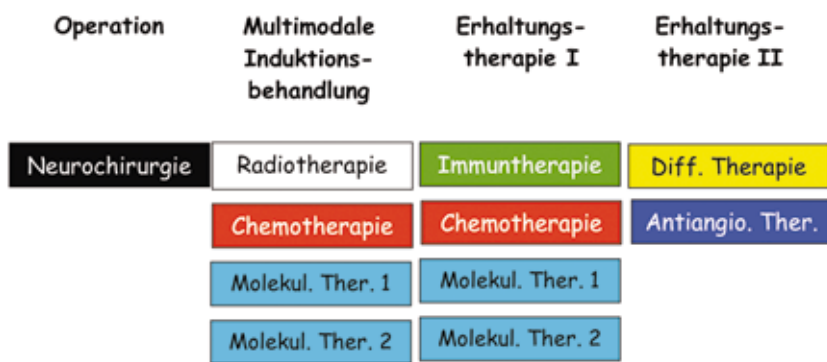 Operation
Multimodale
Induktions-
behandlung
Erhaltungs-
therapie I
Erhaltungs-
therapie II
Neurochirurgie
Radiotherapie
Immuntherapie
Diff. Therapie
Chemotherapie
Chemotherapie
Antiangio. Ther.
Molekul. Ther. 1
Molekul. Ther. 1
Molekul. Ther. 2
Molekul. Ther. 2